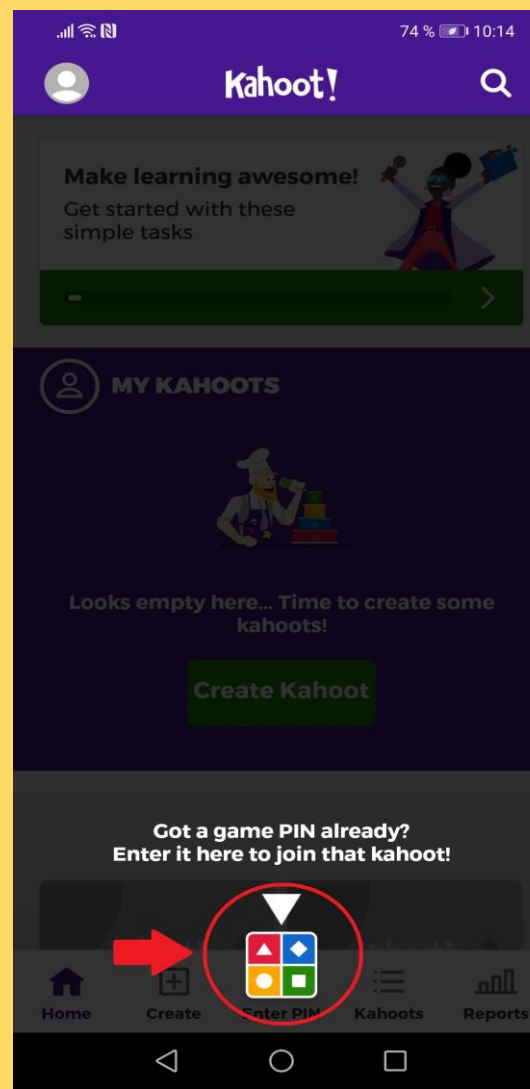 74 % 10:14
Kahoot!
Make learning awesome!
Get started with these
simple tasks
MY KAHOOTS
Looks empty here... Time to create some
kahoots!
Create Kahoot
Got a game PIN already?
Enter it here to join that kahoot!
Home Create Enter PIN Kahoots Reports